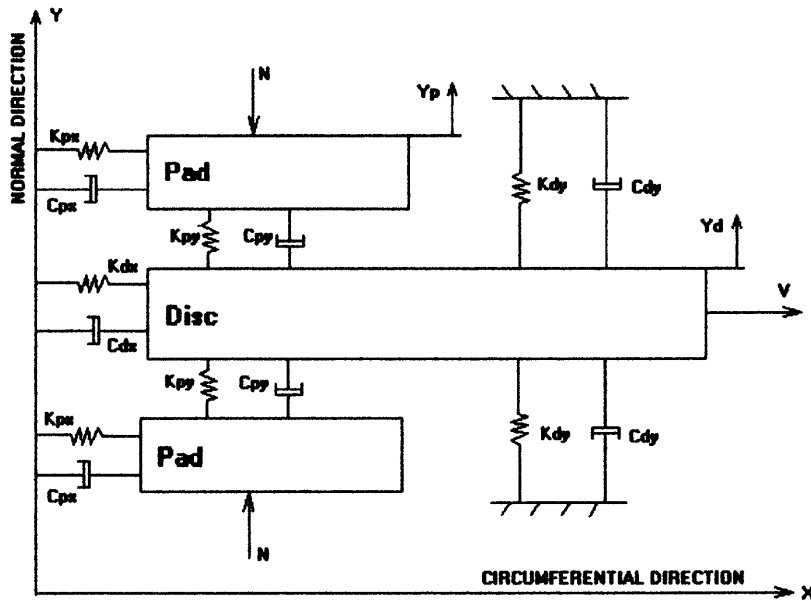 Y
NORMAL DIRECTION
N
Yp
Kpx
Pad
Cpx
Kpy
Cpy
Kdy
Cdy
Yd
Kdx
V
Disc
Cdx
Kpy
Cpy
Kpx
Kdy
Cdy
Pad
Cpx
N
CIRCUMFERENTIAL DIRECTION
X